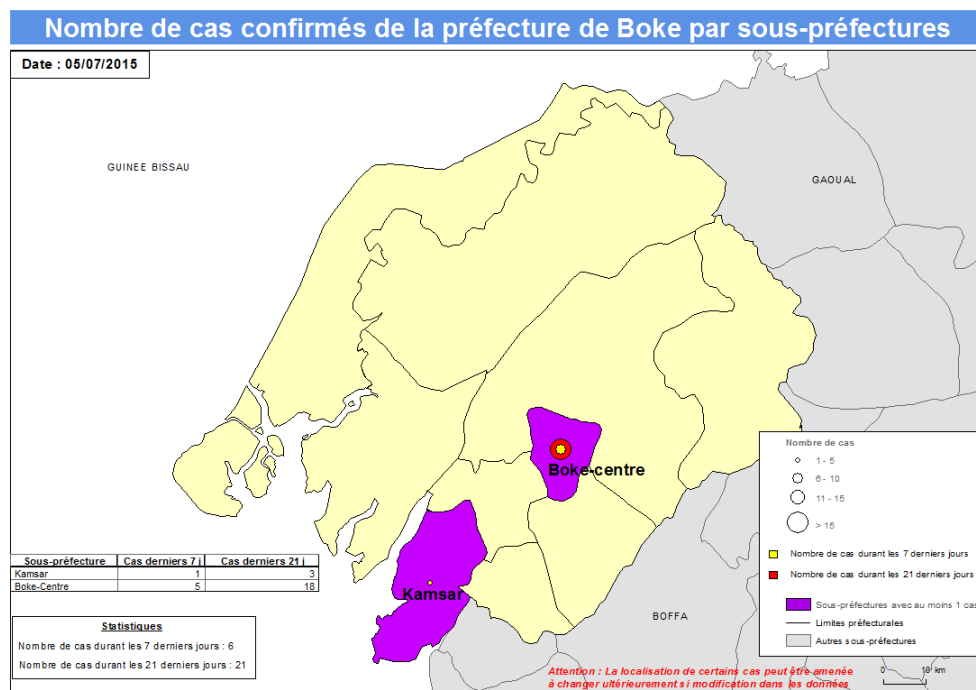 Nombre de cas confirmés de la préfecture de Boke par sous-préfectures
Date : 05/07/2015
GUINEE BISSAU
GAOUAL
Boke-centre
Kamsar
BOFFA
Sous-préfecture Cas derniers 7 j Cas derniers 21 j
Kamsar 1 3
Boke-Centre 5 18
Statistiques
Nombre de cas durant les 7 derniers jours : 6
Nombre de cas durant les 21 derniers jours : 21
Nombre de cas
1 - 5
6 - 10
11 - 15
> 15
Nombre de cas durant les 7 derniers jours
Nombre de cas durant les 21 derniers jours
Sous-préfectures avec au moins 1 cas
Limites préfecturales
Autres sous-préfectures
Attention : La localisation de certains cas peut être amenée
à changer ultérieurement si modification dans les données
0 10 km